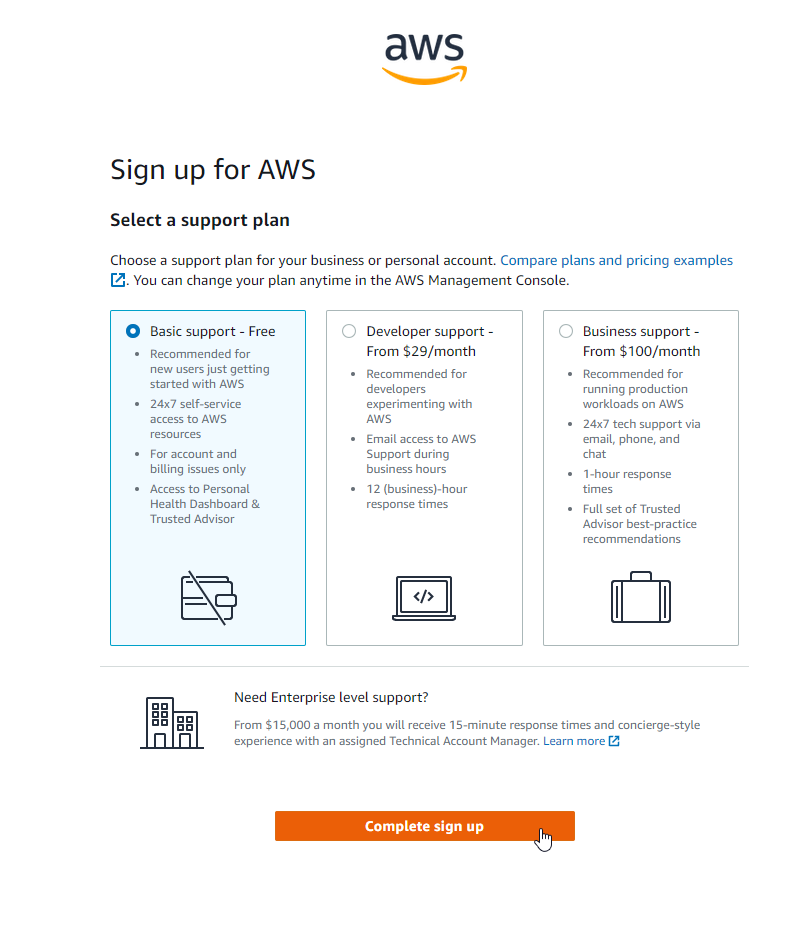 aws
Sign up for AWS
Select a support plan
Choose a support plan for your business or personal account. Compare plans and pricing examples
. You can change your plan anytime in the AWS Management Console.
Basic support - Free
• Recommended for
new users just getting
started with AWS
• 24x7 self-service
access to AWS
resources
• For account and
billing issues only
• Access to Personal
Health Dashboard &
Trusted Advisor
Developer support -
From $29/month
• Recommended for
developers
experimenting with
AWS
• Email access to AWS
Support during
business hours
• 12 (business)-hour
response times
</>
Business support -
From $100/month
• Recommended for
running production
workloads on AWS
• 24x7 tech support via
email, phone, and
chat
• 1-hour response
times
• Full set of Trusted
Advisor best-practice
recommendations
Need Enterprise level support?
From $15,000 a month you will receive 15-minute response times and concierge-style
experience with an assigned Technical Account Manager. Learn more
Complete sign up